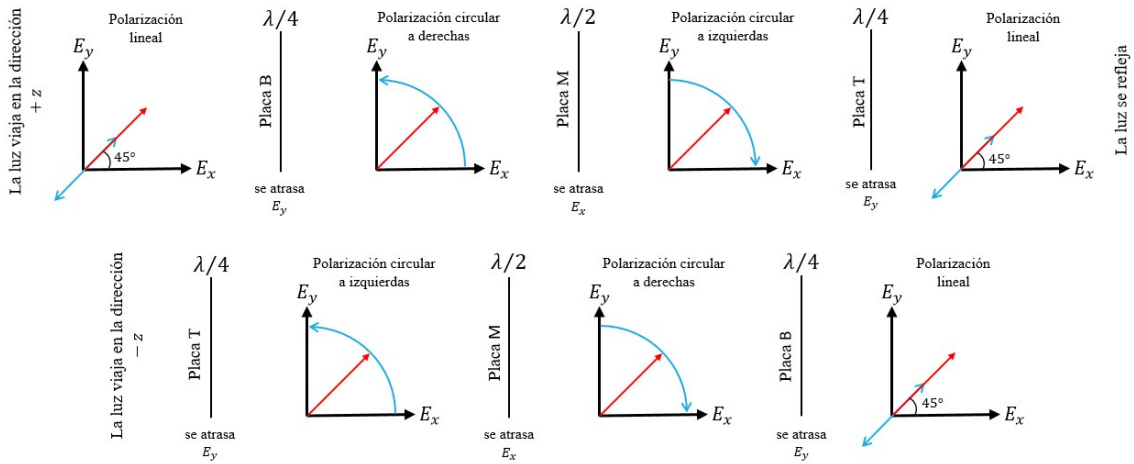 La luz viaja en la dirección
+ z
Polarización
lineal
E_y
45°
E_x
λ/4
Placa B
se atrasa
E_y
Polarización circular
a derechas
E_y
E_x
λ/2
Placa M
se atrasa
E_x
Polarización circular
a izquierdas
E_y
E_x
λ/4
Placa T
se atrasa
E_y
Polarización
lineal
E_y
45°
E_x
La luz se refleja
La luz viaja en la dirección
− z
λ/4
Placa T
se atrasa
E_y
Polarización circular
a izquierdas
E_y
E_x
λ/2
Placa M
se atrasa
E_x
Polarización circular
a derechas
E_y
E_x
λ/4
Placa B
se atrasa
E_y
Polarización
lineal
E_y
45°
E_x